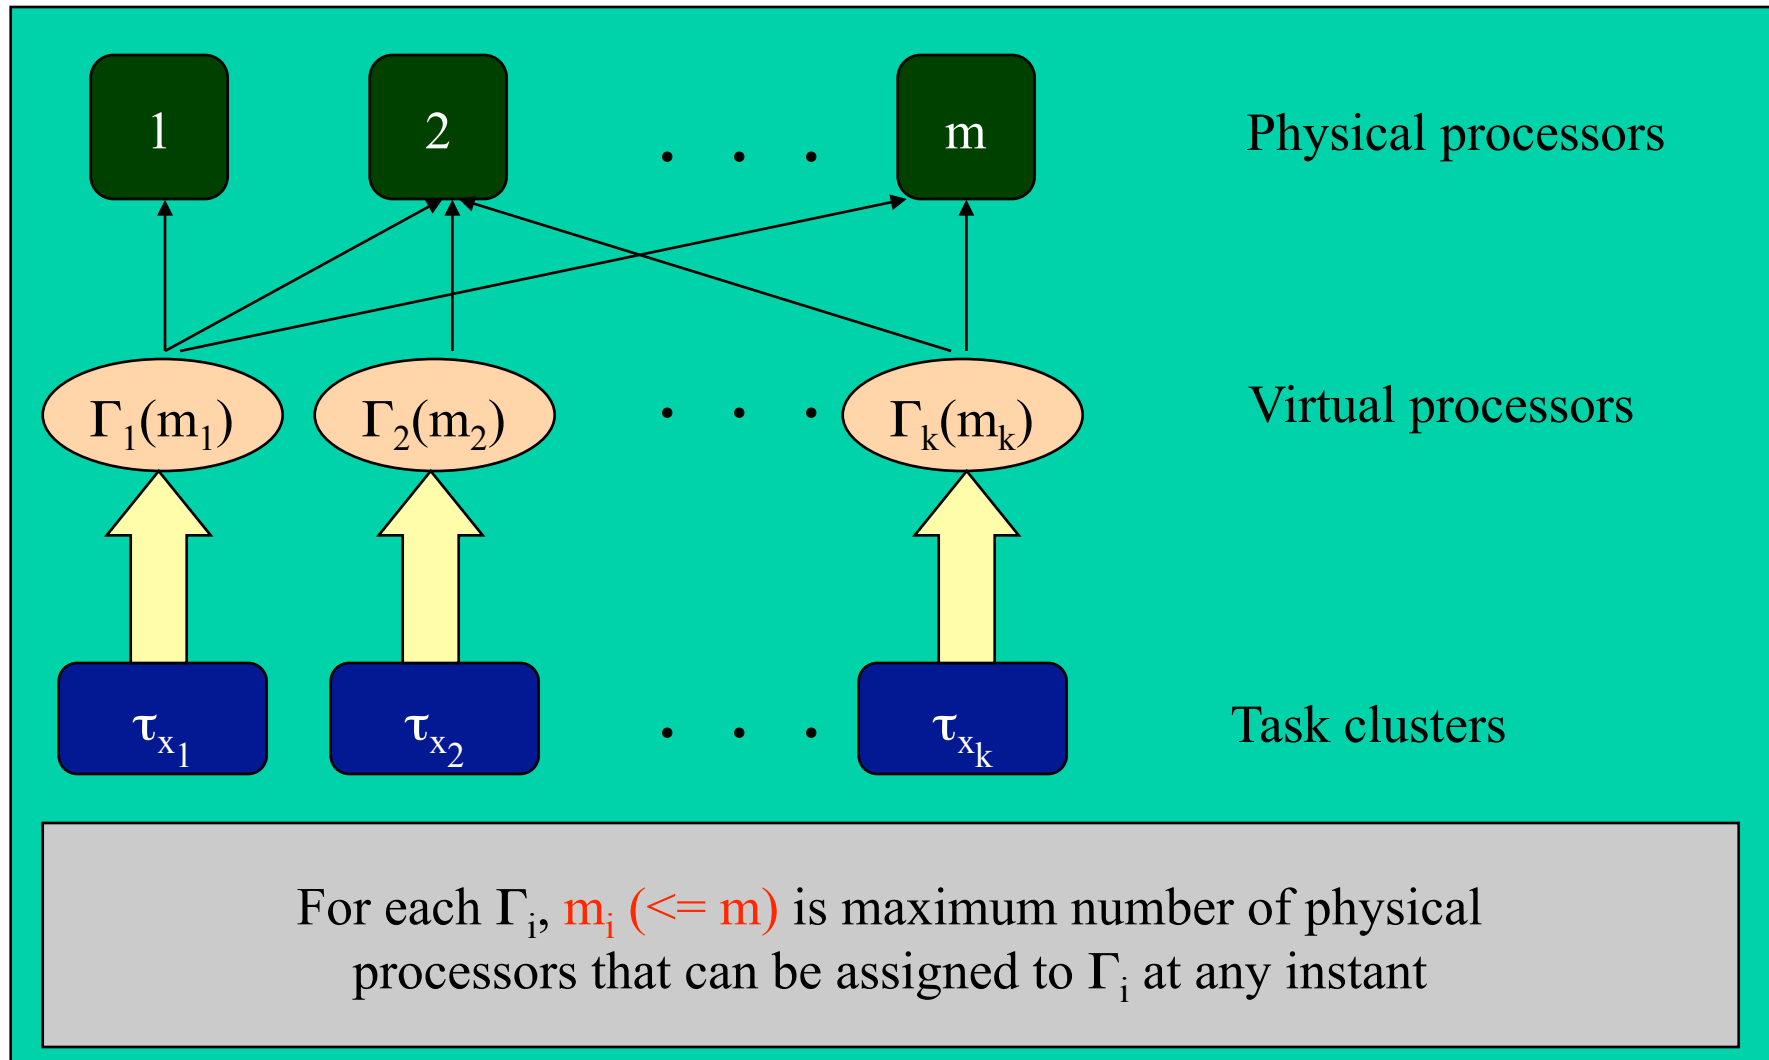 1 2 . . . m Physical processors
Γ₁(m₁) Γ₂(m₂) . . . Γₖ(mₖ) Virtual processors
τₓ₁ τₓ₂ . . . τₓₖ Task clusters
For each Γᵢ, mᵢ (<= m) is maximum number of physical
processors that can be assigned to Γᵢ at any instant